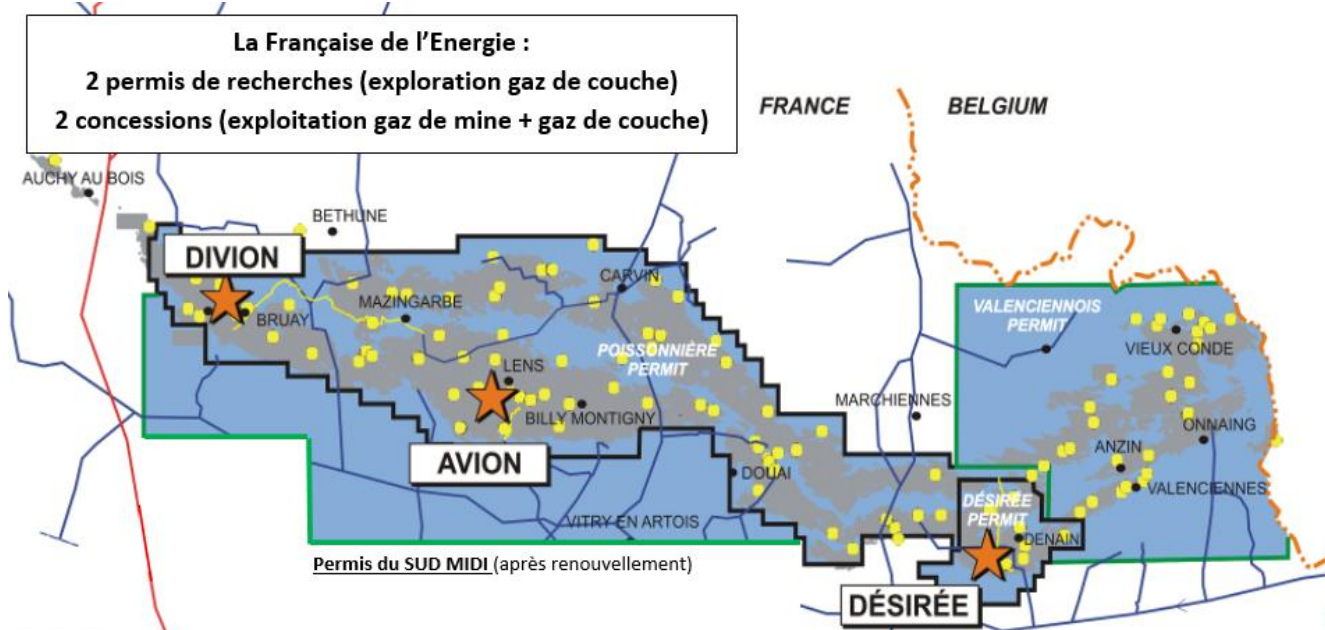 La Française de l'Energie :
2 permis de recherches (exploration gaz de couche)
2 concessions (exploitation gaz de mine + gaz de couche)
FRANCE
BELGIUM
AUCHY AU BOIS
BETHUNE
DIVION
BRUAY
MAZINGARBE
CARVIN
VALENCIENNOIS
PERMIT
VIEUX CONDE
POISSONNIÈRE
PERMIT
LENS
BILLY MONTIGNY
MARCHIENNES
ONNAING
ANZIN
AVION
DOUAI
VALENCIENNES
VITRY EN ARTOIS
DÉSIRÉE
PERMIT
DENAIN
Permis du SUD MIDI (après renouvellement)
DÉSIRÉE